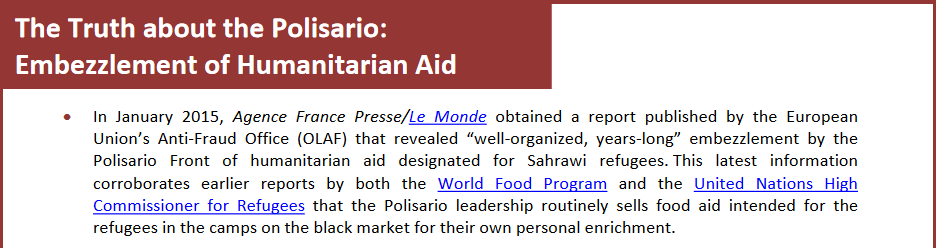 The Truth about the Polisario:
Embezzlement of Humanitarian Aid
• In January 2015, Agence France Presse/Le Monde obtained a report published by the European
Union’s Anti-Fraud Office (OLAF) that revealed “well-organized, years-long” embezzlement by the
Polisario Front of humanitarian aid designated for Sahrawi refugees. This latest information
corroborates earlier reports by both the World Food Program and the United Nations High
Commissioner for Refugees that the Polisario leadership routinely sells food aid intended for the
refugees in the camps on the black market for their own personal enrichment.